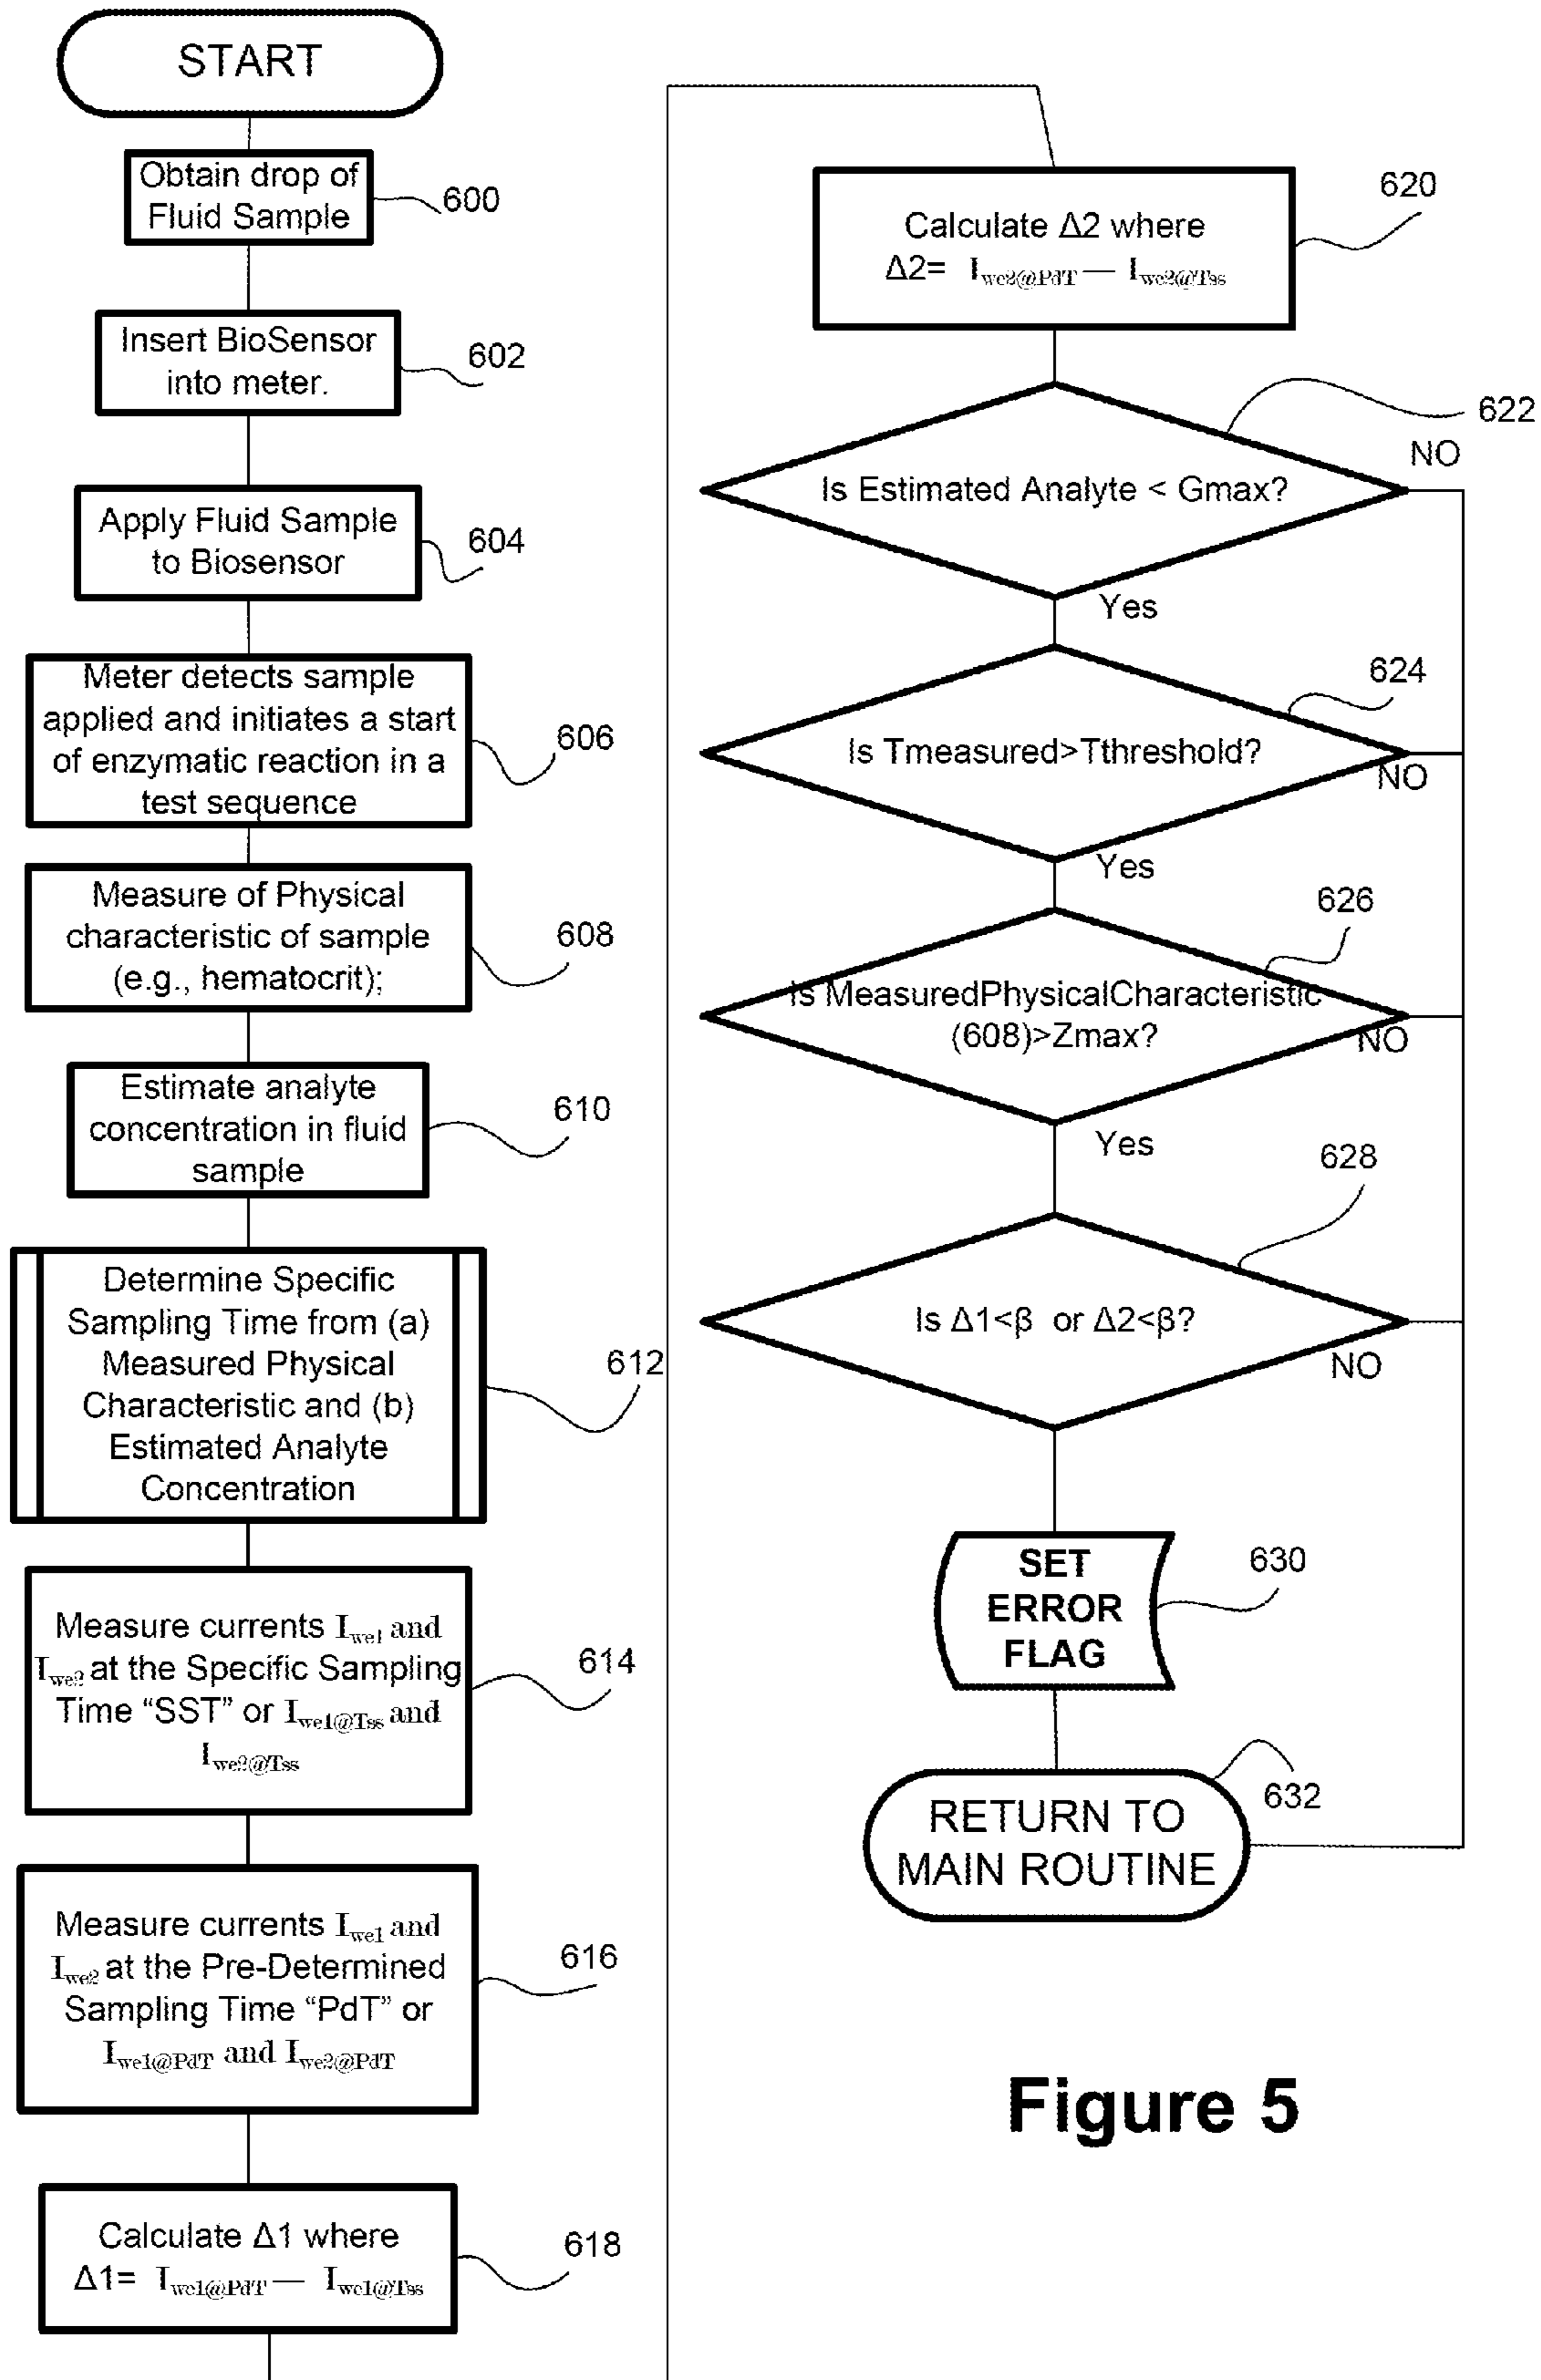 START
Obtain drop of
Fluid Sample
600
Insert BioSensor
into meter.
602
Apply Fluid Sample
to Biosensor
604
Meter detects sample
applied and initiates a start
of enzymatic reaction in a
test sequence
606
Measure of Physical
characteristic of sample
(e.g., hematocrit);
608
Estimate analyte
concentration in fluid
sample
610
Determine Specific
Sampling Time from (a)
Measured Physical
Characteristic and (b)
Estimated Analyte
Concentration
612
Measure currents Iwe1 and
Iwe2 at the Specific Sampling
Time “SST” or Iwe1@Tss and
Iwe2@Tss
614
Measure currents Iwe1 and
Iwe2 at the Pre-Determined
Sampling Time “PdT” or
Iwe1@PdT and Iwe2@PdT
616
Calculate Δ1 where
Δ1= Iwe1@PdT — Iwe1@Tss
618
Calculate Δ2 where
Δ2= Iwe2@PdT — Iwe2@Tss
620
Is Estimated Analyte < Gmax?
622
NO
Yes
Is Tmeasured>Tthreshold?
624
NO
Yes
Is MeasuredPhysicalCharacteristic
(608)>Zmax?
626
NO
Yes
Is Δ1<β or Δ2<β?
628
NO
SET
ERROR
FLAG
630
RETURN TO
MAIN ROUTINE
632
Figure 5